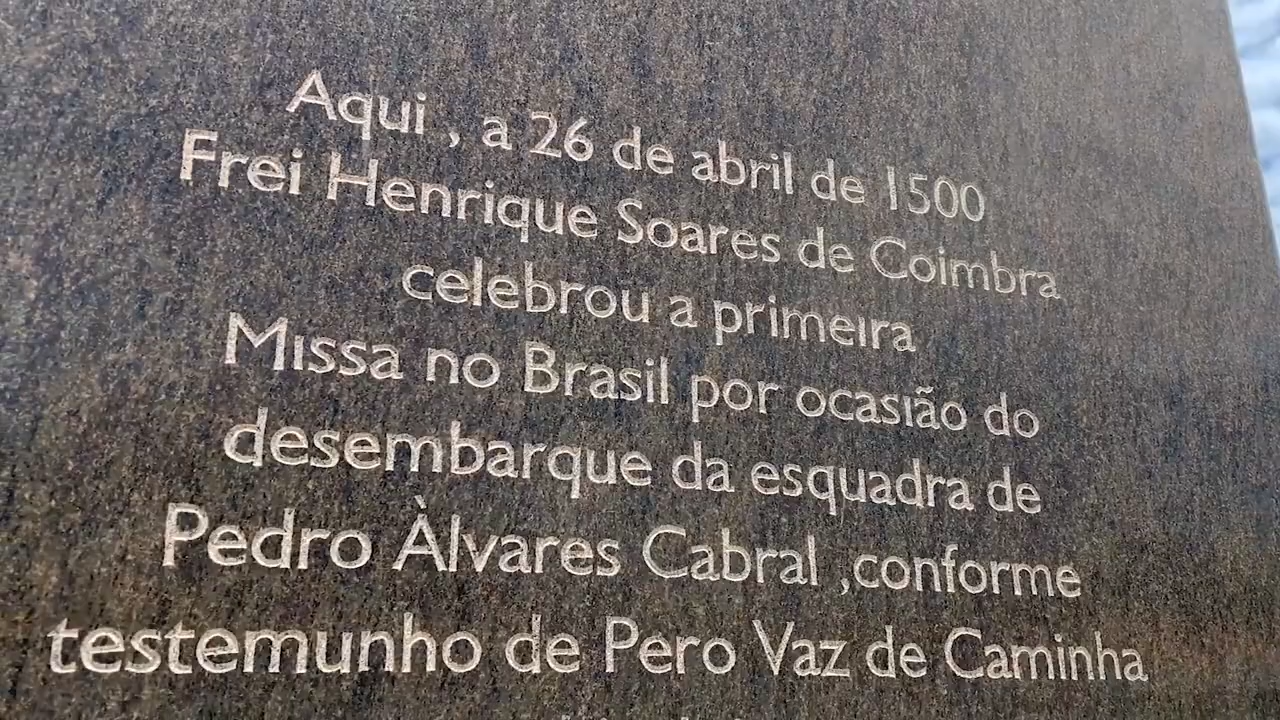 Aqui , a 26 de abril de 1500
Frei Henrique Soares de Coimbra
celebrou a primeira
Missa no Brasil por ocasião do
desembarque da esquadra de
Pedro Àlvares Cabral ,conforme
testemunho de Pero Vaz de Caminha